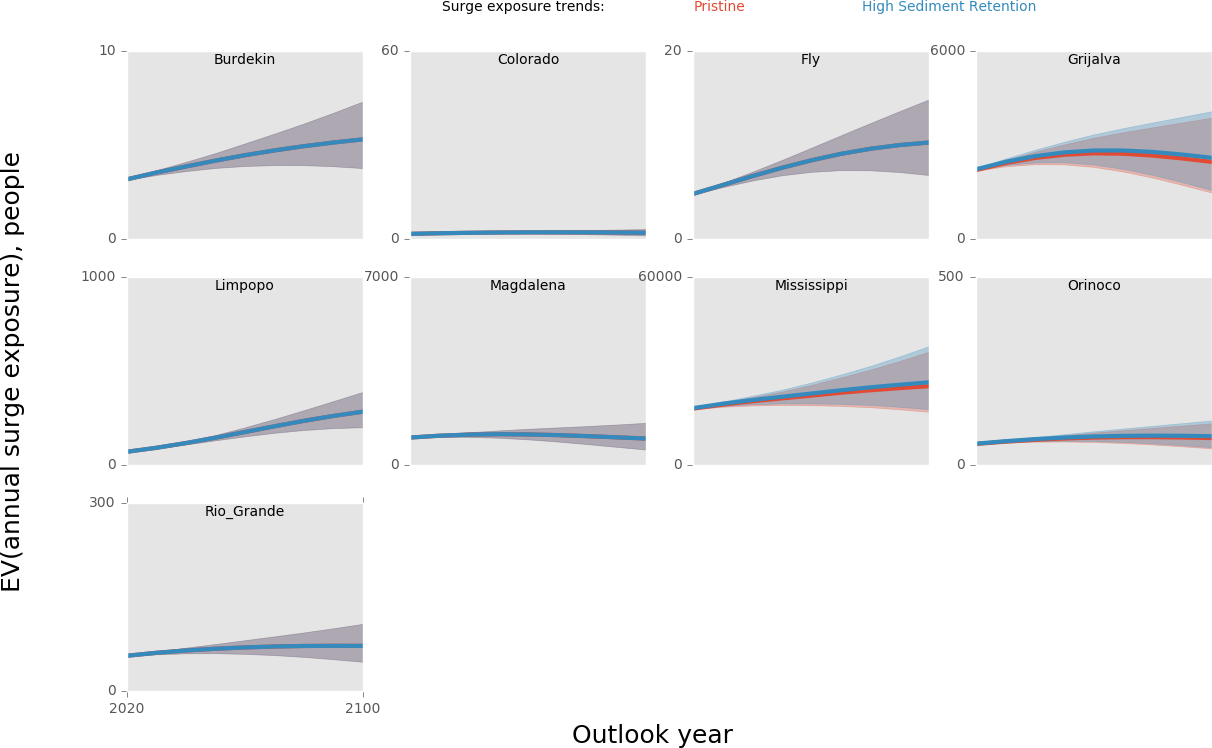 Surge exposure trends: Pristine High Sediment Retention
10 Burdekin 60 Colorado 20 Fly 6000 Grijalva
0 0 0 0
1000 Limpopo 7000 Magdalena 60000 Mississippi 500 Orinoco
0 0 0 0
300 Rio_Grande
0
2020 2100
EV(annual surge exposure), people
Outlook year